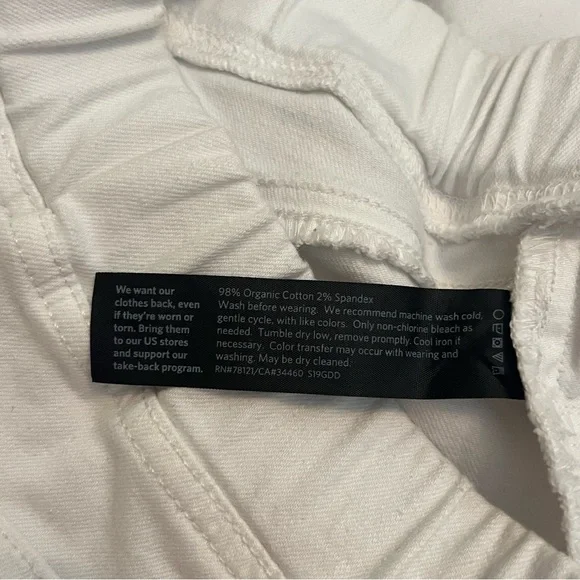 We want our
clothes back, even
if they're worn or
torn. Bring them
to our US stores
and support our
take-back program.
98% Organic Cotton 2% Spandex
Wash before wearing. We recommend machine wash cold,
gentle cycle, with like colors. Only non-chlorine bleach as
needed. Tumble dry low, remove promptly. Cool iron if
necessary. Color transfer may occur with wearing and
washing. May be dry cleaned.
RN#78121/CA#34460 S19GDD